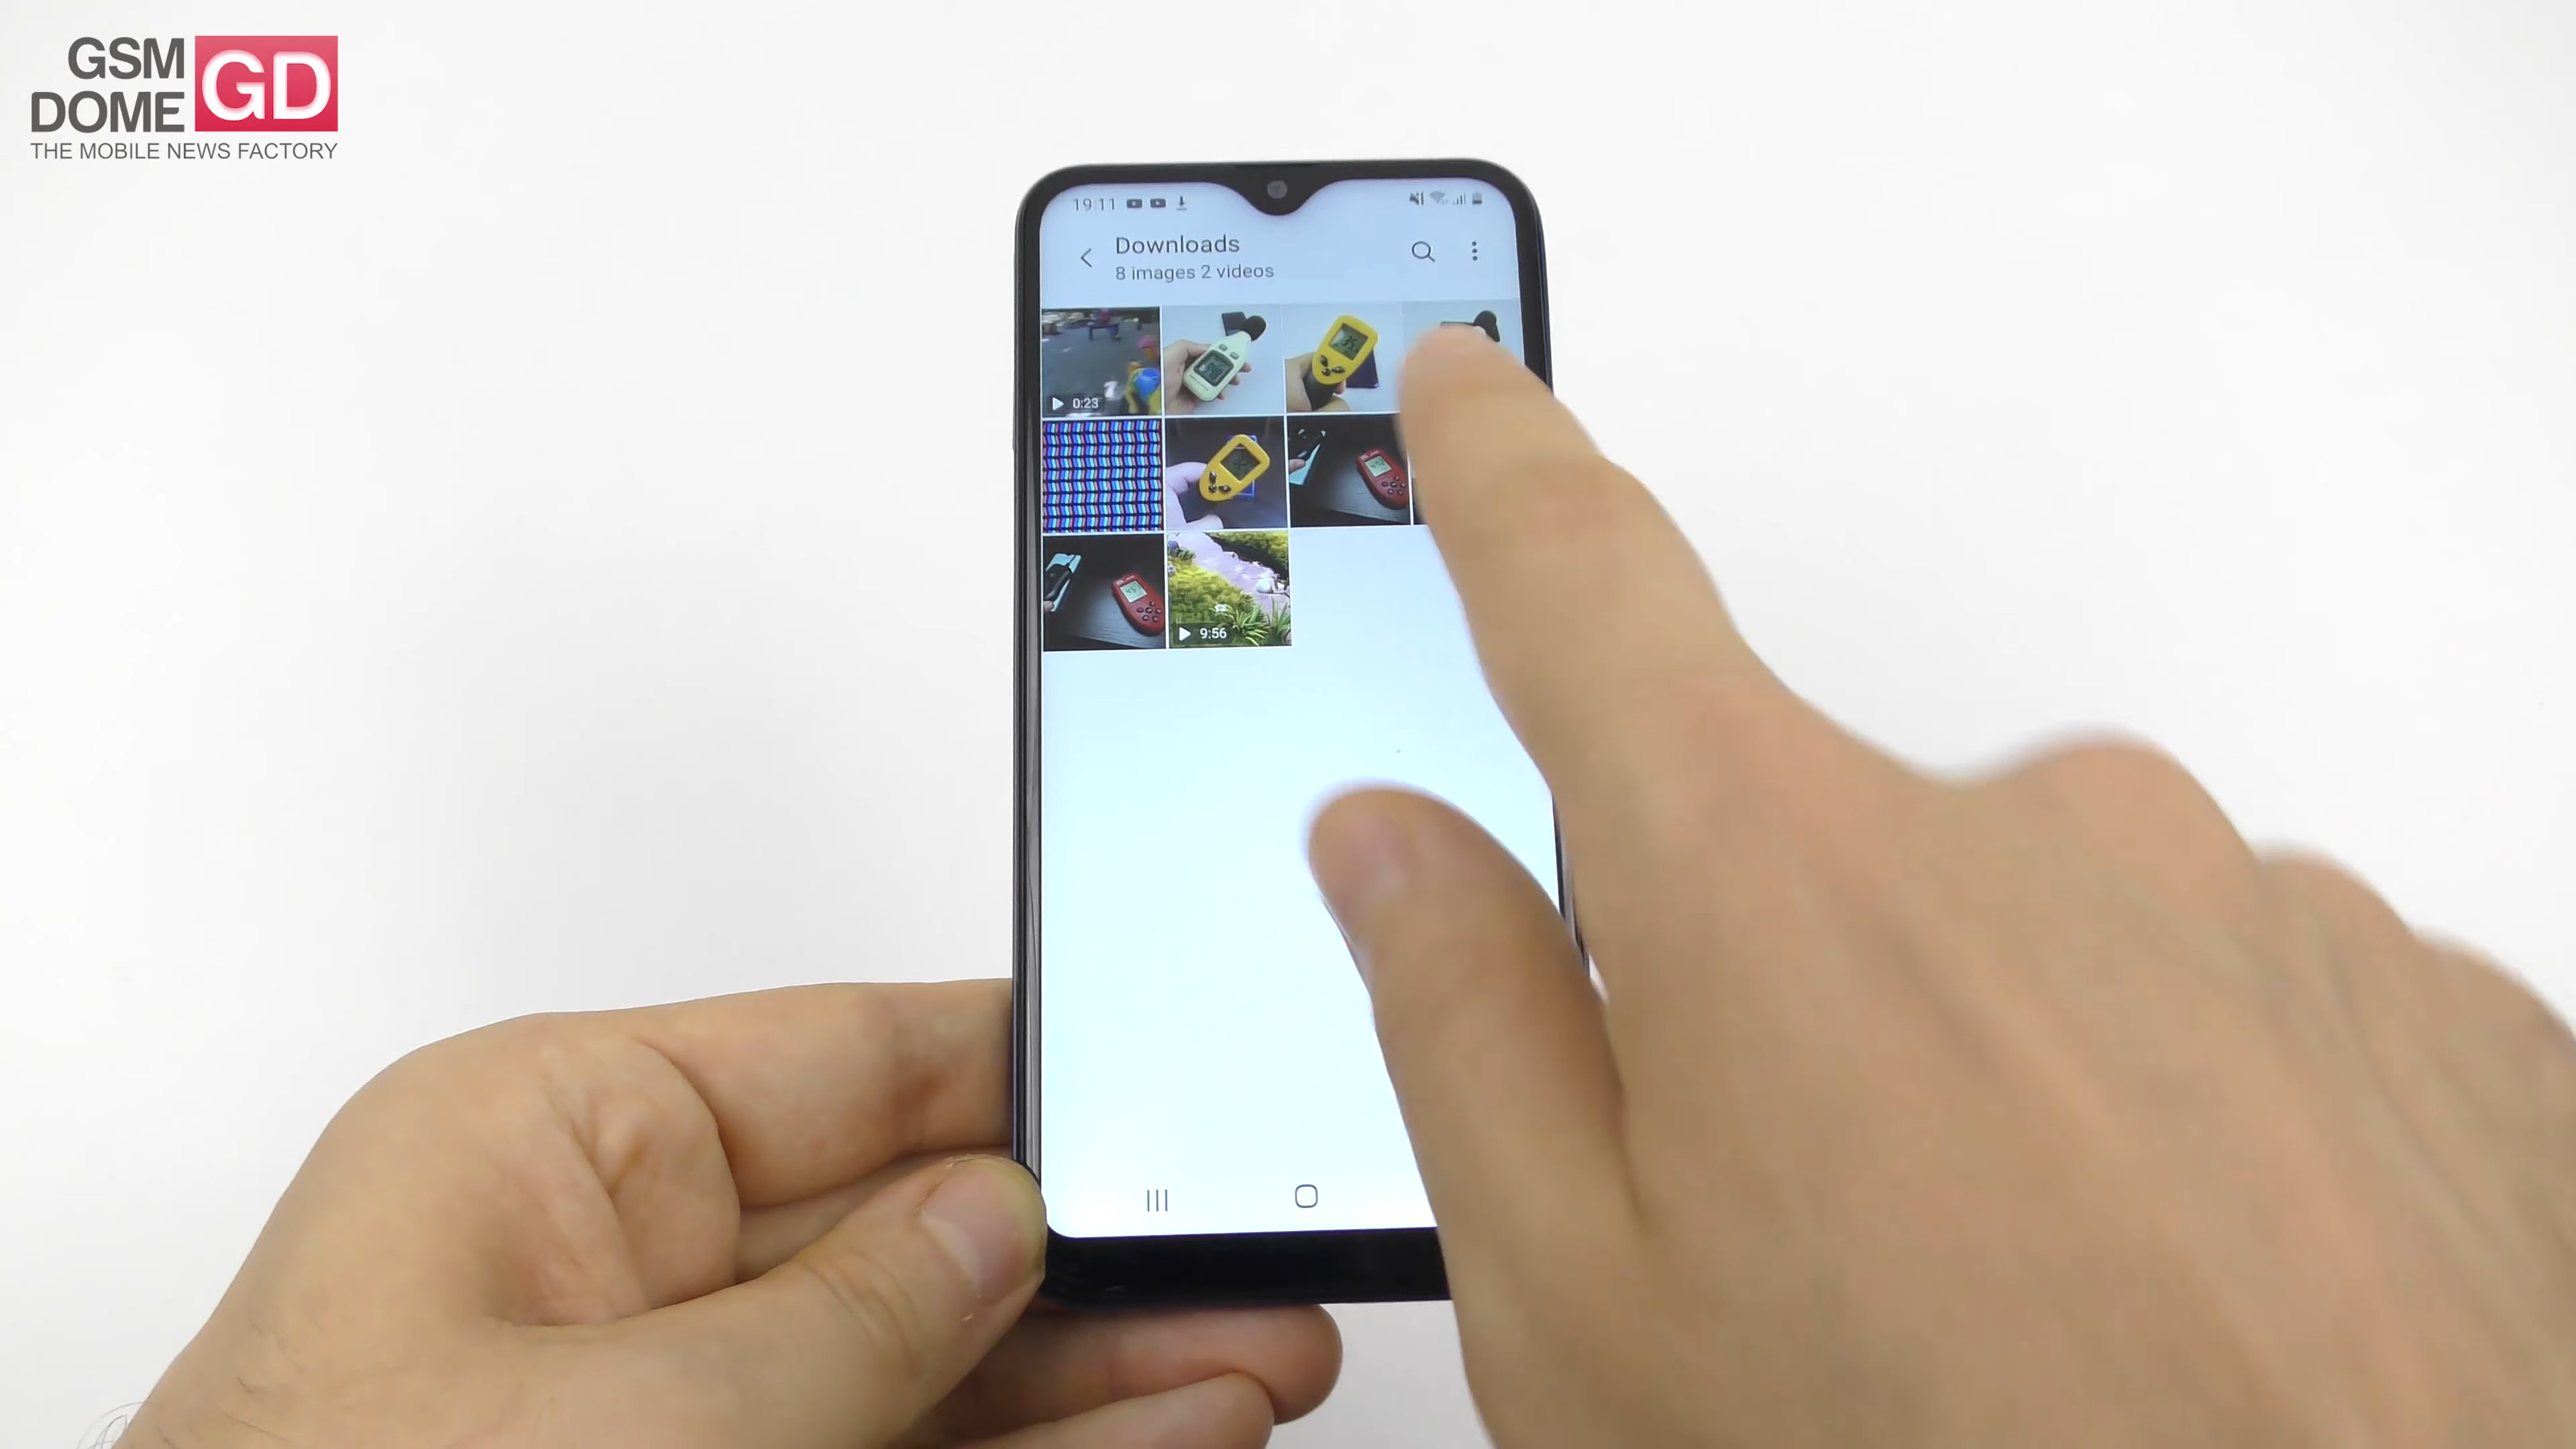 GSM
DOME
GD
THE MOBILE NEWS FACTORY
19:11
Downloads
8 images 2 videos
0:23
9:56